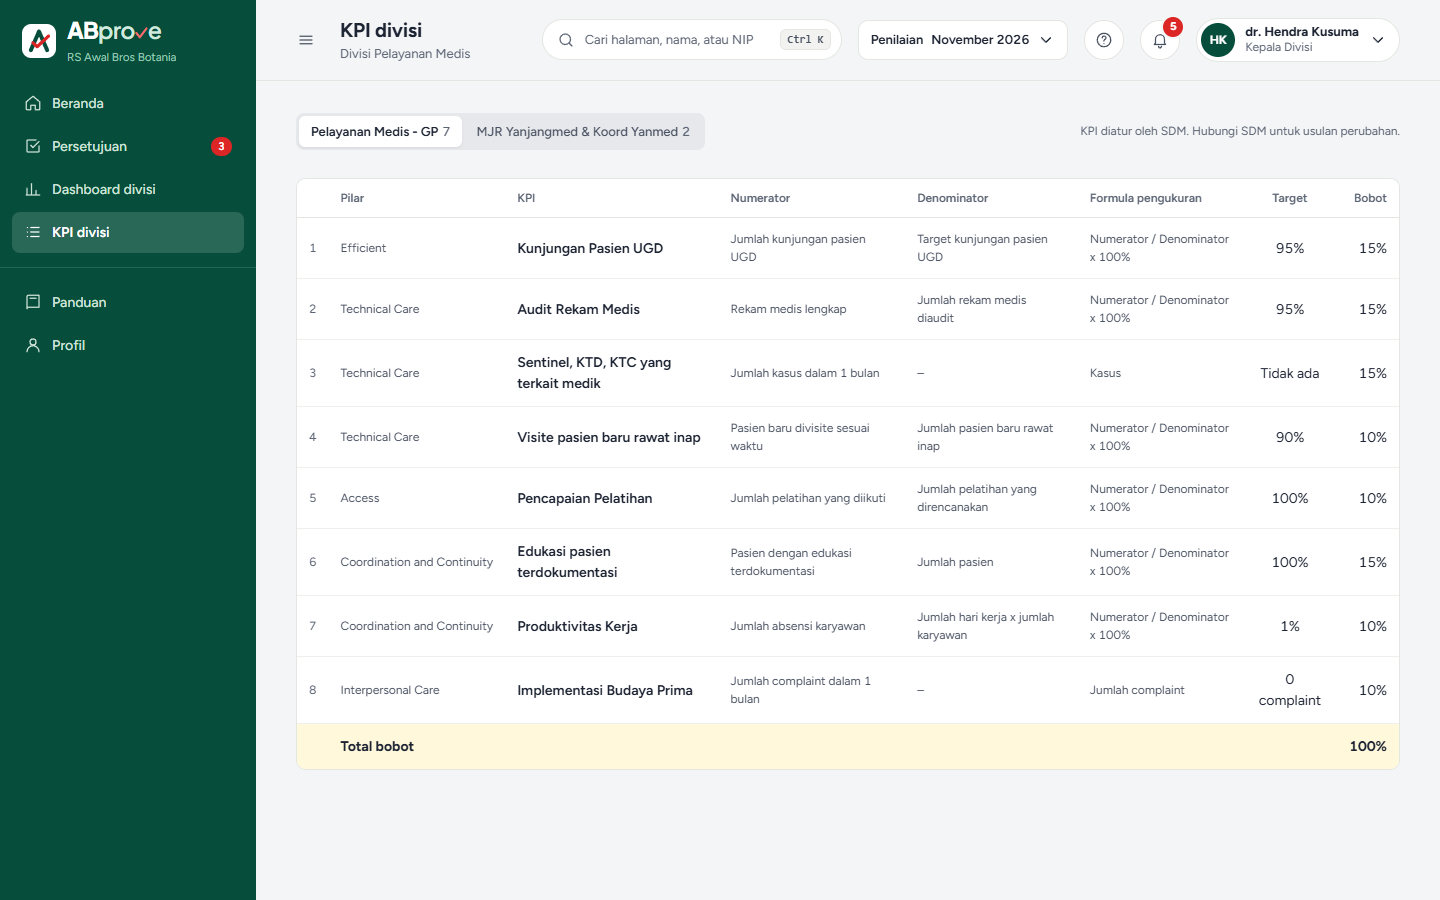 ABprove
RS Awal Bros Botania
Beranda
Persetujuan 3
Dashboard divisi
KPI divisi
Panduan
Profil
KPI divisi
Divisi Pelayanan Medis
Cari halaman, nama, atau NIP Ctrl K
Penilaian November 2026
5
HK
dr. Hendra Kusuma
Kepala Divisi
Pelayanan Medis - GP 7 MJR Yanjangmed & Koord Yanmed 2
KPI diatur oleh SDM. Hubungi SDM untuk usulan perubahan.
Pilar KPI Numerator Denominator Formula pengukuran Target Bobot
1 Efficient Kunjungan Pasien UGD Jumlah kunjungan pasien Target kunjungan pasien Numerator / Denominator 95% 15%
UGD UGD x 100%
2 Technical Care Audit Rekam Medis Rekam medis lengkap Jumlah rekam medis Numerator / Denominator 95% 15%
diaudit x 100%
3 Technical Care Sentinel, KTD, KTC yang Jumlah kasus dalam 1 bulan – Kasus Tidak ada 15%
terkait medik
4 Technical Care Visite pasien baru rawat inap Pasien baru divisite sesuai Jumlah pasien baru rawat Numerator / Denominator 90% 10%
waktu inap x 100%
5 Access Pencapaian Pelatihan Jumlah pelatihan yang diikuti Jumlah pelatihan yang Numerator / Denominator 100% 10%
direncanakan x 100%
6 Coordination and Continuity Edukasi pasien Pasien dengan edukasi Jumlah pasien Numerator / Denominator 100% 15%
terdokumentasi terdokumentasi x 100%
7 Coordination and Continuity Produktivitas Kerja Jumlah absensi karyawan Jumlah hari kerja x jumlah Numerator / Denominator 1% 10%
karyawan x 100%
8 Interpersonal Care Implementasi Budaya Prima Jumlah complaint dalam 1 – Jumlah complaint 0 10%
bulan complaint
Total bobot 100%